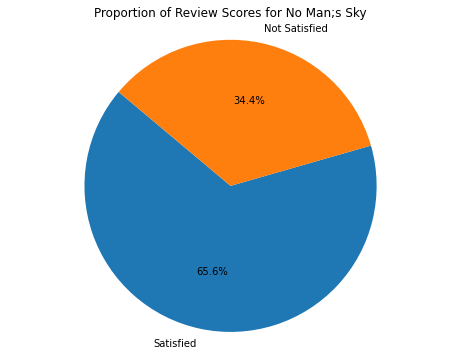 Proportion of Review Scores for No Man;s Sky
Not Satisfied
34.4%
65.6%
Satisfied